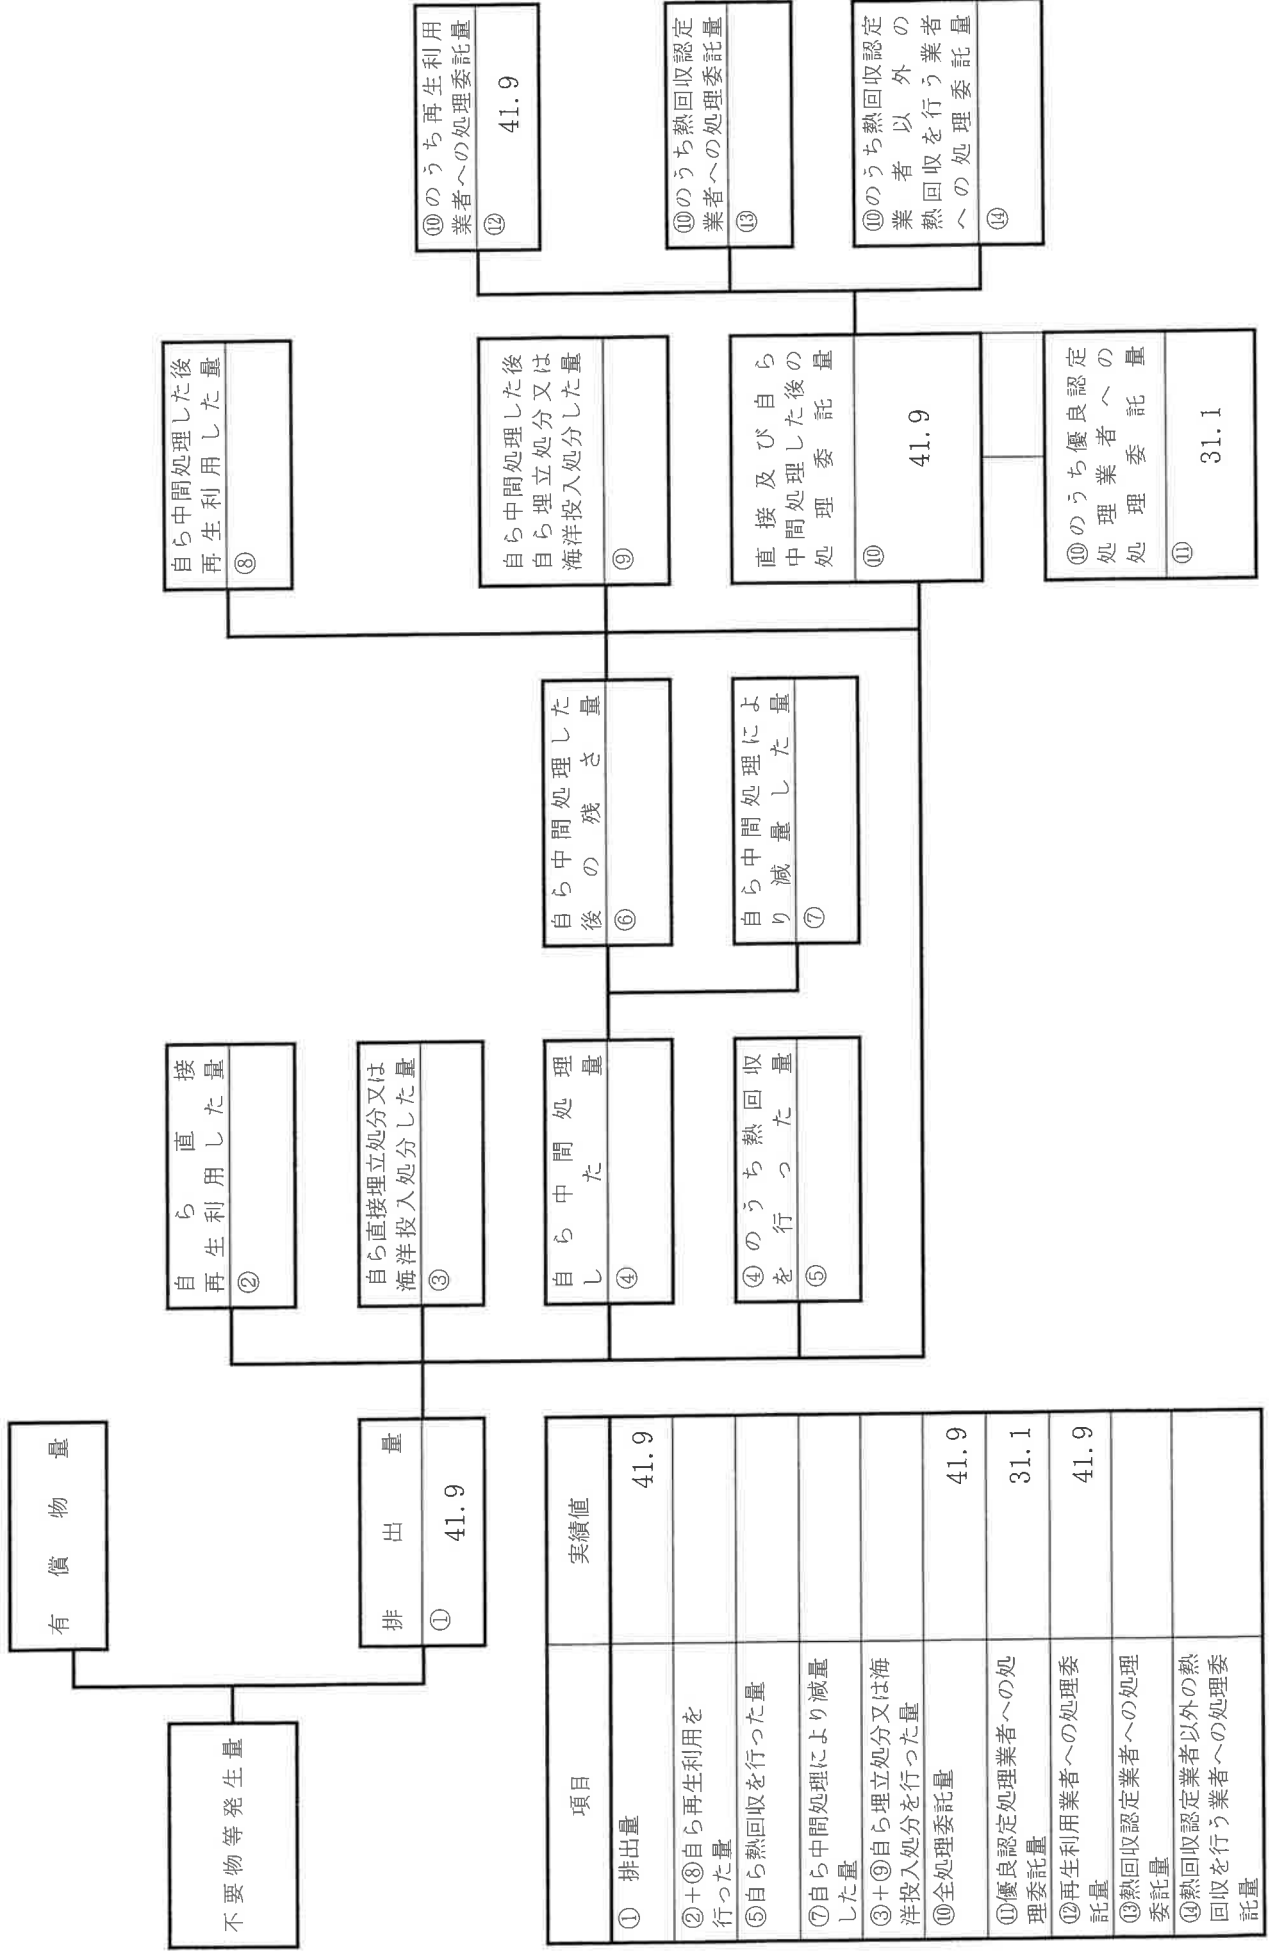 有償物量
不要物等発生量
排出量
① 41.9
自ら直接
再生利用した量
②
自ら直接埋立処分又は
海洋投入処分した量
③
自ら中間処理
した量
④
④のうち熱回収
を行った量
⑤
自ら中間処理した
後の残さ量
⑥
自ら中間処理によ
り減量した量
⑦
自ら中間処理した後
再生利用した量
⑧
自ら中間処理した後
自ら埋立処分又は
海洋投入処分した量
⑨
直接及び自ら
中間処理した後の
処理委託量
⑩ 41.9
⑩のうち優良認定
処理業者への
処理委託量
⑪ 31.1
⑩のうち再生利用
業者への処理委託量
⑫ 41.9
⑩のうち熱回収認定
業者への処理委託量
⑬
⑩のうち熱回収認定
業者以外の
熱回収を行う業者
への処理委託量
⑭
項目 実績値
① 排出量 41.9
②+⑧自ら再生利用を
行った量
⑤自ら熱回収を行った量
⑦自ら中間処理により減量
した量
③+⑨自ら埋立処分又は海
洋投入処分を行った量
⑩全処理委託量 41.9
⑪優良認定処理業者への処
理委託量 31.1
⑫再生利用業者への処理委
託量 41.9
⑬熱回収認定業者への処理
委託量
⑭熱回収認定業者以外の熱
回収を行う業者への処理委
託量